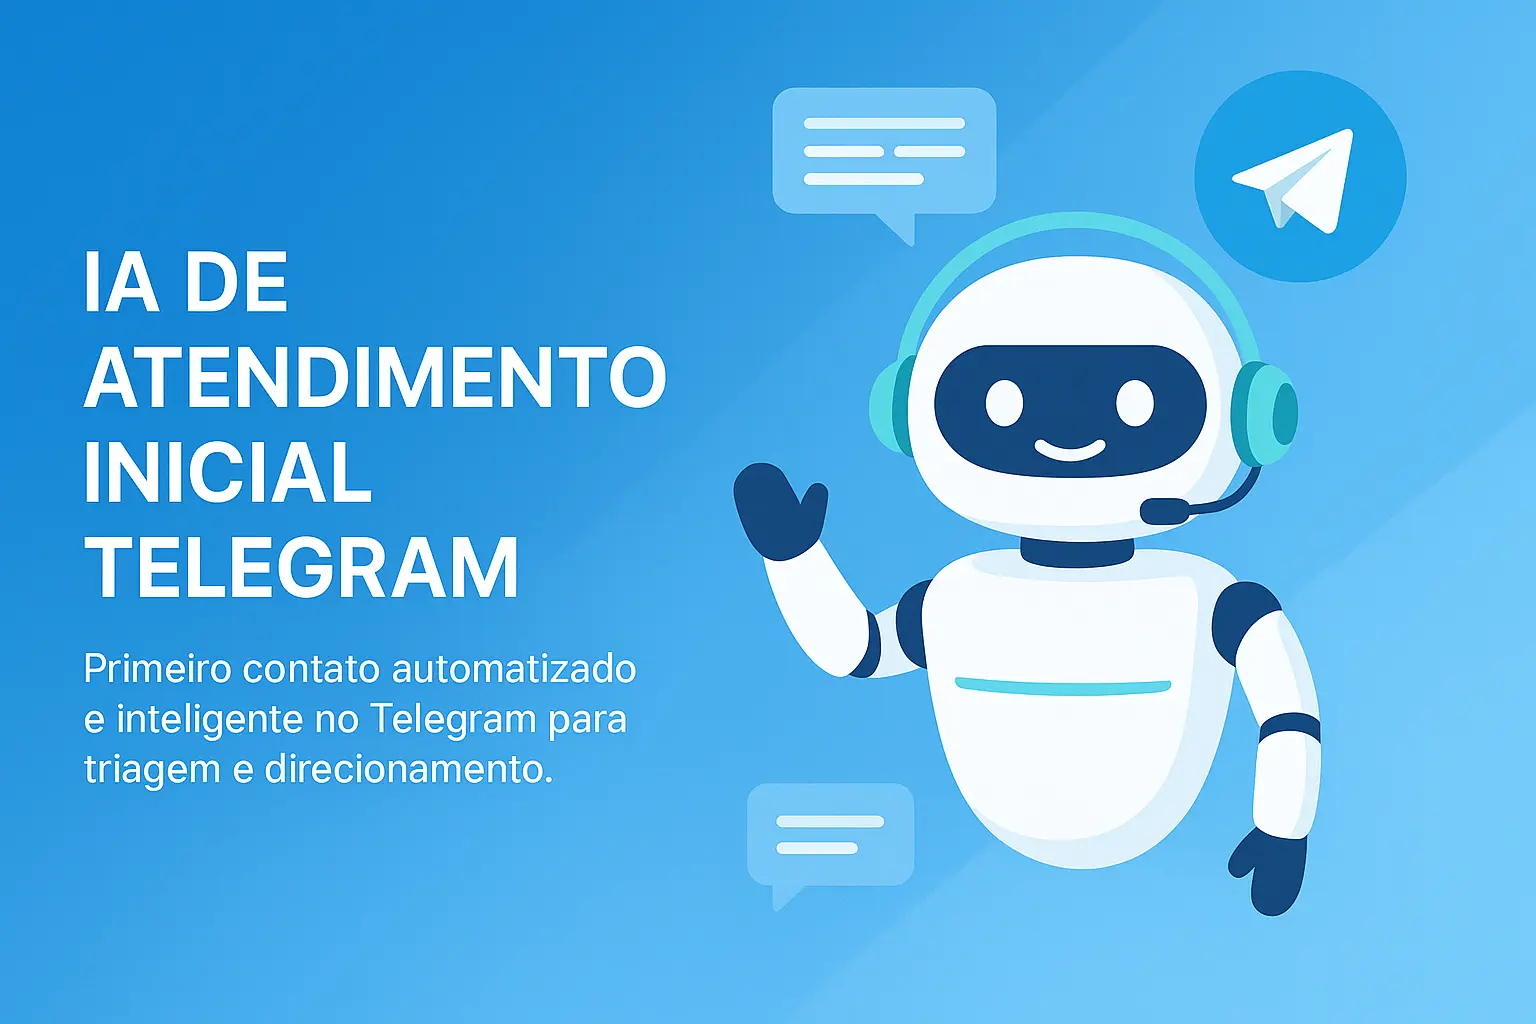 IA DE
ATENDIMENTO
INICIAL
TELEGRAM
Primeiro contato automatizado
e inteligente no Telegram para
triagem e direcionamento.